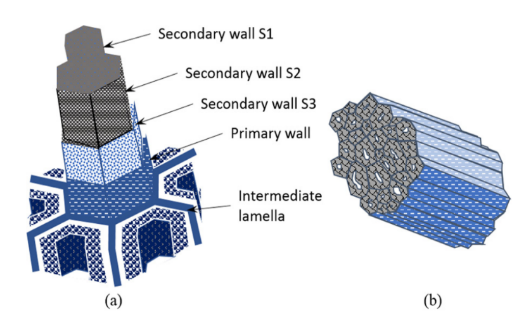 Secondary wall S1
Secondary wall S2
Secondary wall S3
Primary wall
Intermediate
lamella
(a)
(b)